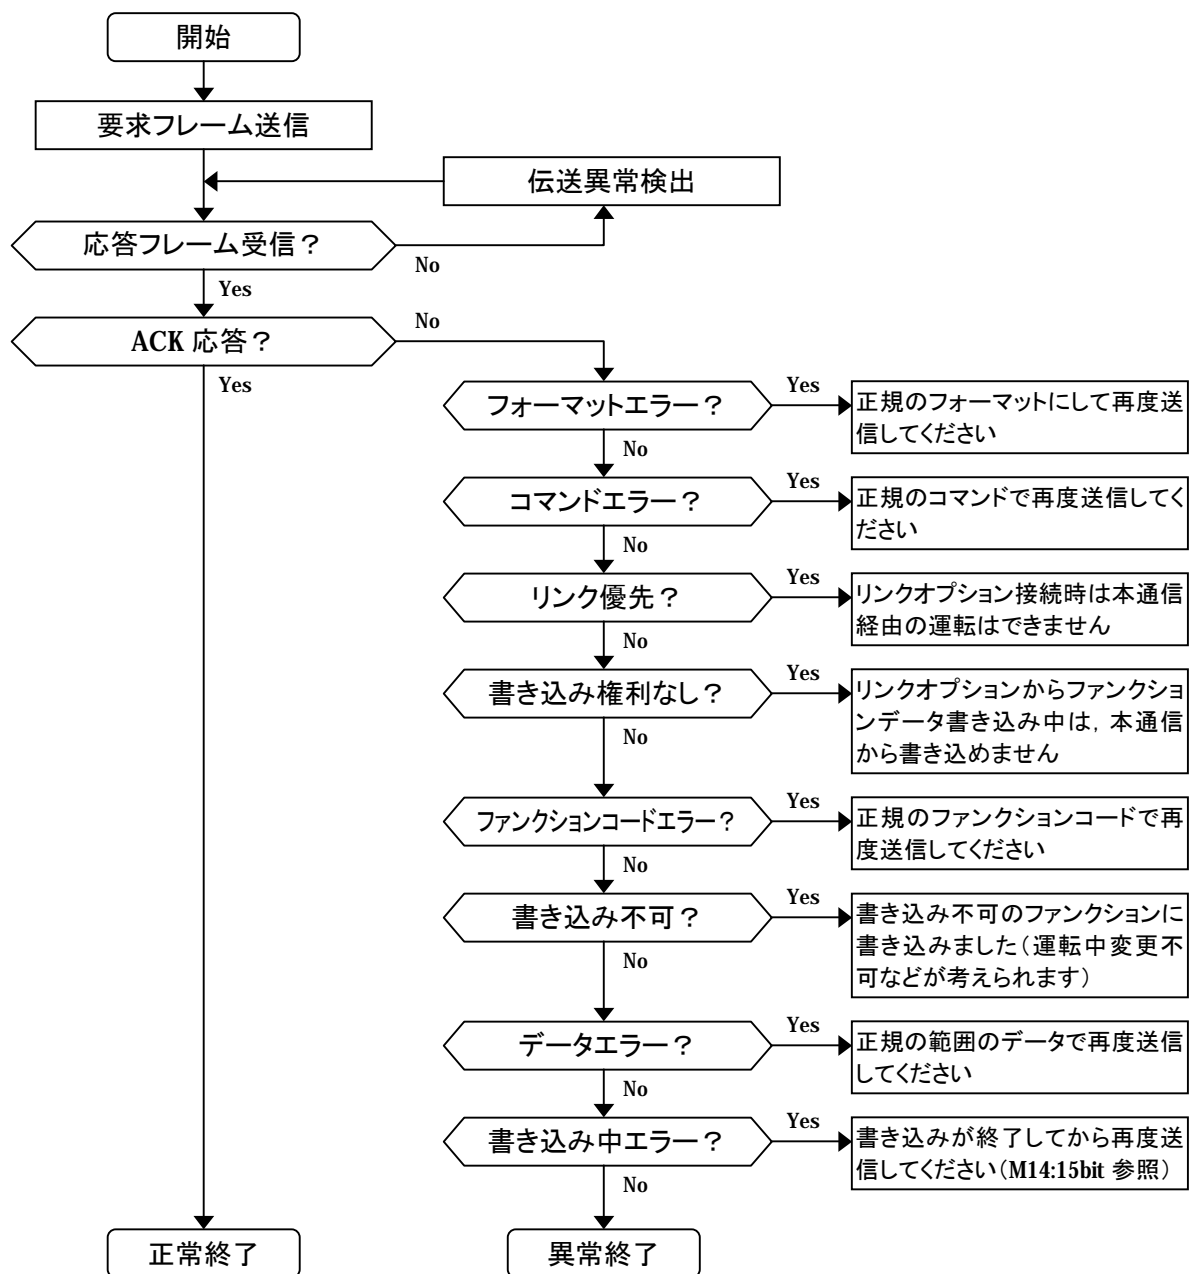 開始
要求フレーム送信
伝送異常検出
応答フレーム受信？
No
Yes
ACK 応答？
No
Yes
フォーマットエラー？
Yes
正規のフォーマットにして再度送
信してください
No
コマンドエラー？
Yes
正規のコマンドで再度送信してく
ださい
No
リンク優先？
Yes
リンクオプション接続時は本通信
経由の運転はできません
No
書き込み権利なし？
Yes
リンクオプションからファンクショ
ンデータ書き込み中は，本通信
から書き込めません
No
ファンクションコードエラー？
Yes
正規のファンクションコードで再
度送信してください
No
書き込み不可？
Yes
書き込み不可のファンクションに
書き込みました（運転中変更不
可などが考えられます）
No
データエラー？
Yes
正規の範囲のデータで再度送信
してください
No
書き込み中エラー？
Yes
書き込みが終了してから再度送
信してください（M14:15bit 参照）
No
正常終了
異常終了